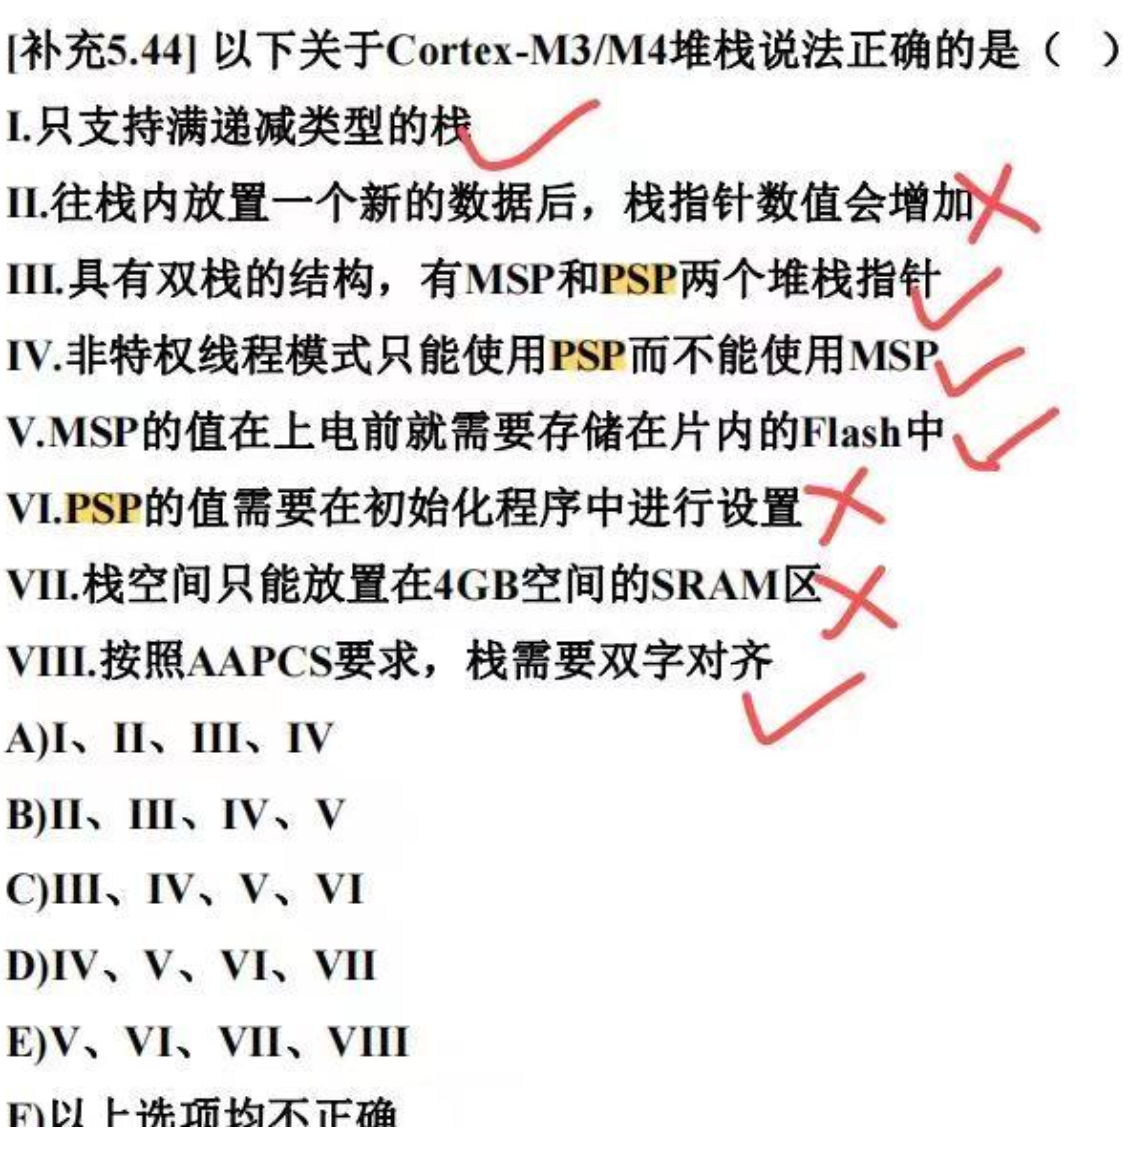 [补充5.44] 以下关于Cortex-M3/M4堆栈说法正确的是（ ）
I.只支持满递减类型的栈
II.往栈内放置一个新的数据后，栈指针数值会增加
III.具有双栈的结构，有MSP和PSP两个堆栈指针
IV.非特权线程模式只能使用PSP而不能使用MSP
V.MSP的值在上电前就需要存储在片内的Flash中
VI.PSP的值需要在初始化程序中进行设置
VII.栈空间只能放置在4GB空间的SRAM区
VIII.按照AAPCS要求，栈需要双字对齐
A)I、II、III、IV
B)II、III、IV、V
C)III、IV、V、VI
D)IV、V、VI、VII
E)V、VI、VII、VIII
F)以上选项均不正确